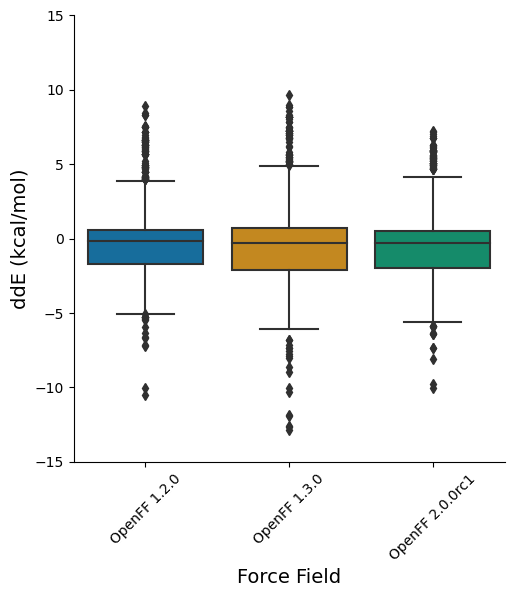 15
10
5
0
−5
−10
−15
ddE (kcal/mol)
OpenFF 1.2.0
OpenFF 1.3.0
OpenFF 2.0.0rc1
Force Field